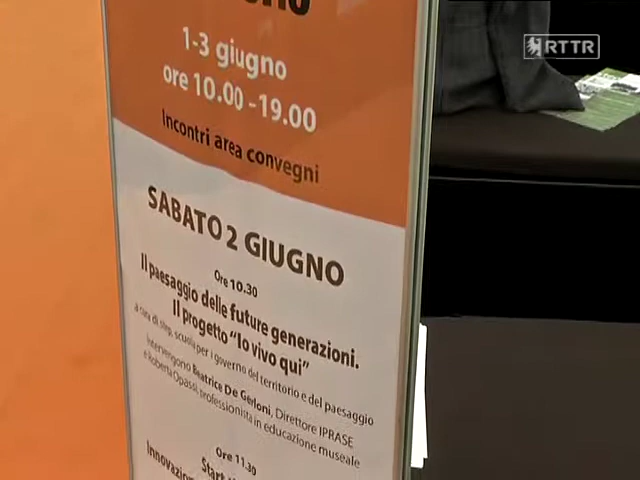 RTTR
1-3 giugno
ore 10.00 -19.00
Incontri area convegni
SABATO 2 GIUGNO
Ore 10.30
Il paesaggio delle future generazioni.
Il progetto "Io vivo qui"
a cura di step, scuola per il governo del territorio e del paesaggio
Intervengono Beatrice De Gerloni, Direttore IPRASE
e Roberta Opassi, professionista in educazione museale
Ore 11.30